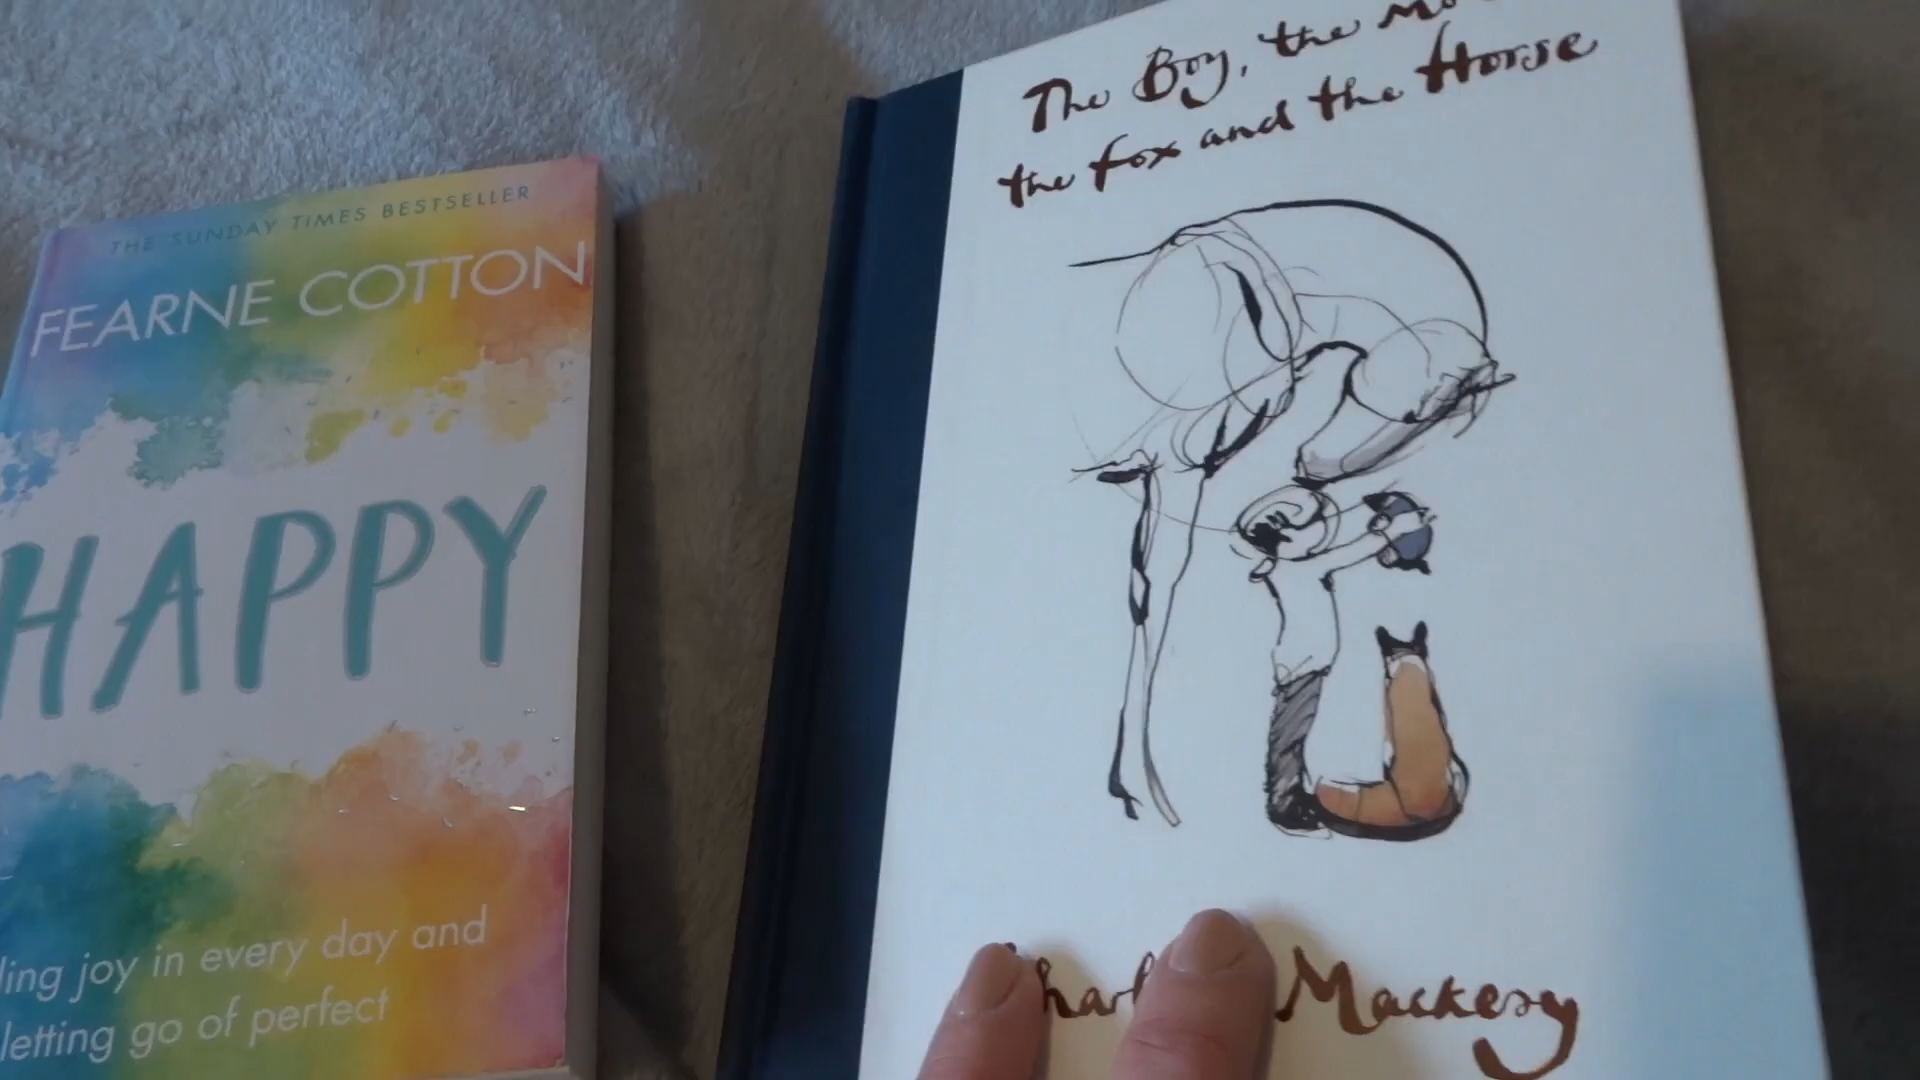 THE SUNDAY TIMES BESTSELLER
FEARNE COTTON
HAPPY
joy in every day and
letting go of perfect
The Boy, the
the fox and the Horse
Mackesy